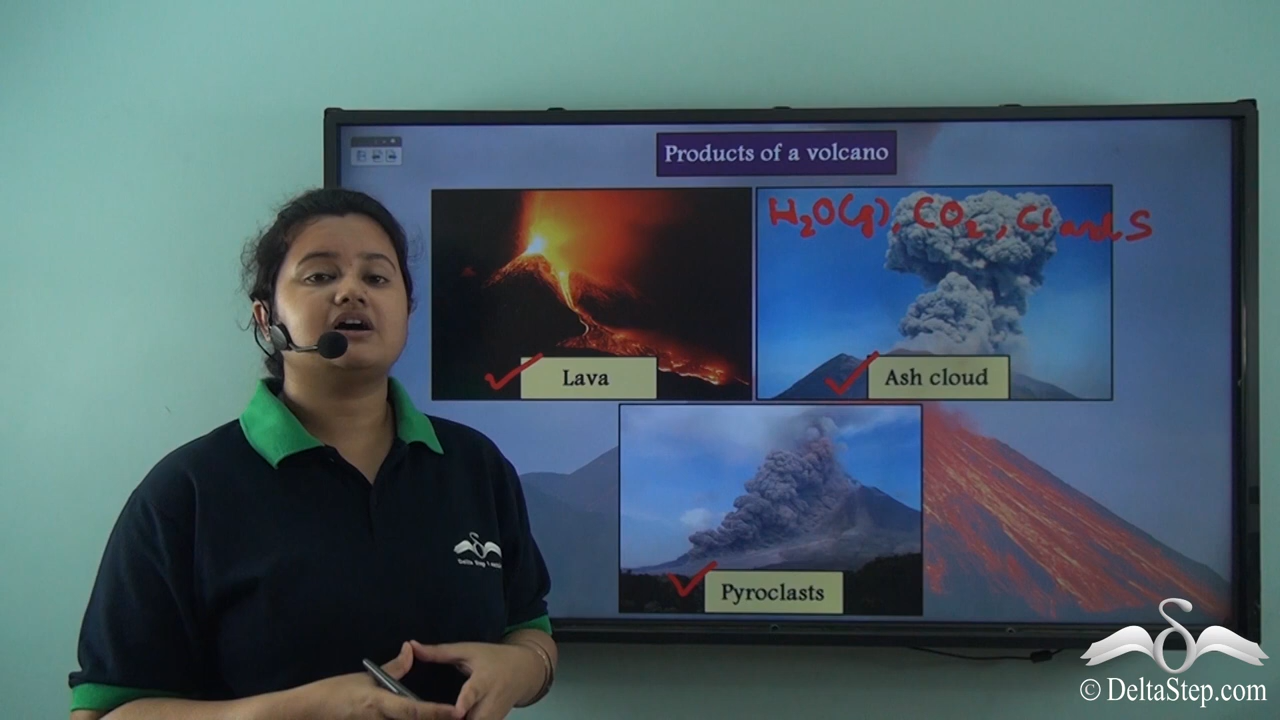 Products of a volcano
H₂O(g), CO₂, Cl and S
Lava
Ash cloud
Pyroclasts
© DeltaStep.com